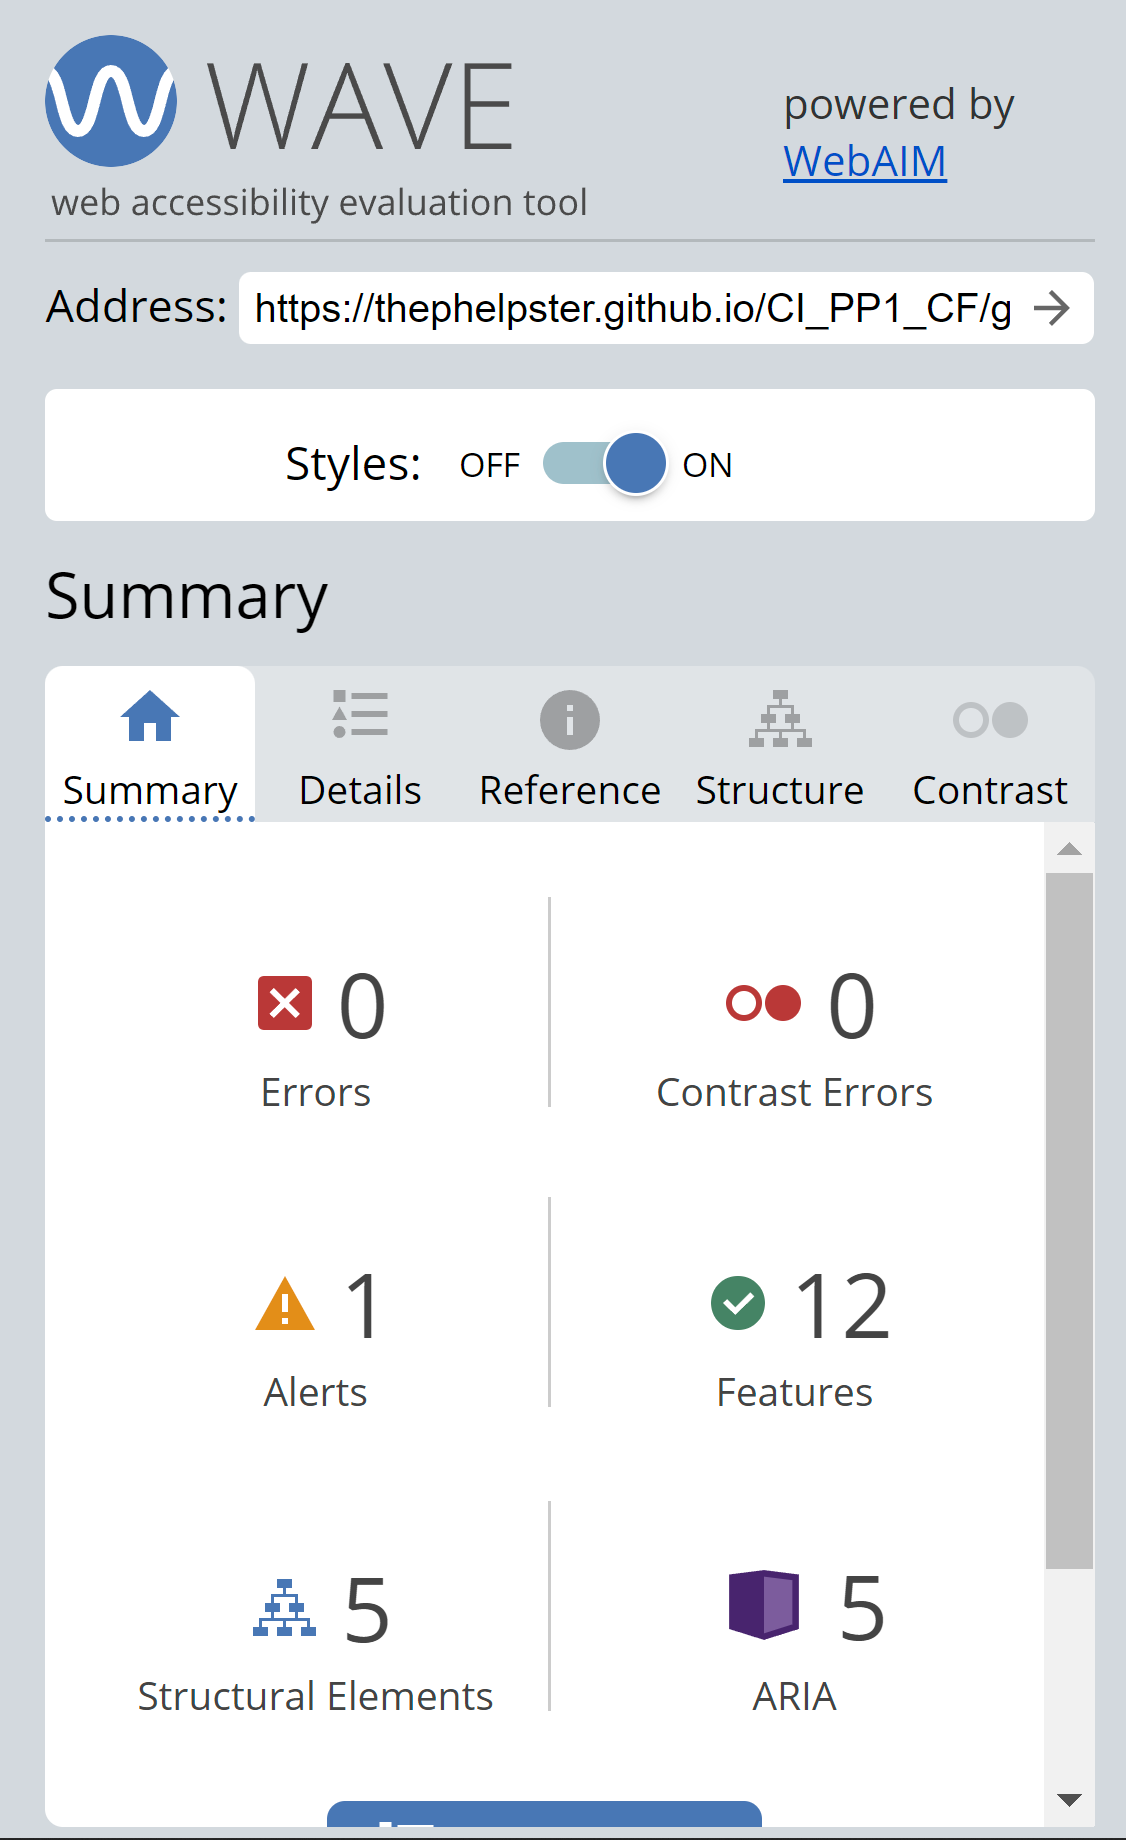 WAVE
powered by
WebAIM
web accessibility evaluation tool
Address: https://thephelpster.github.io/CI_PP1_CF/g
Styles: OFF ON
Summary
Summary Details Reference Structure Contrast
0 0
Errors Contrast Errors
1 12
Alerts Features
5 5
Structural Elements ARIA